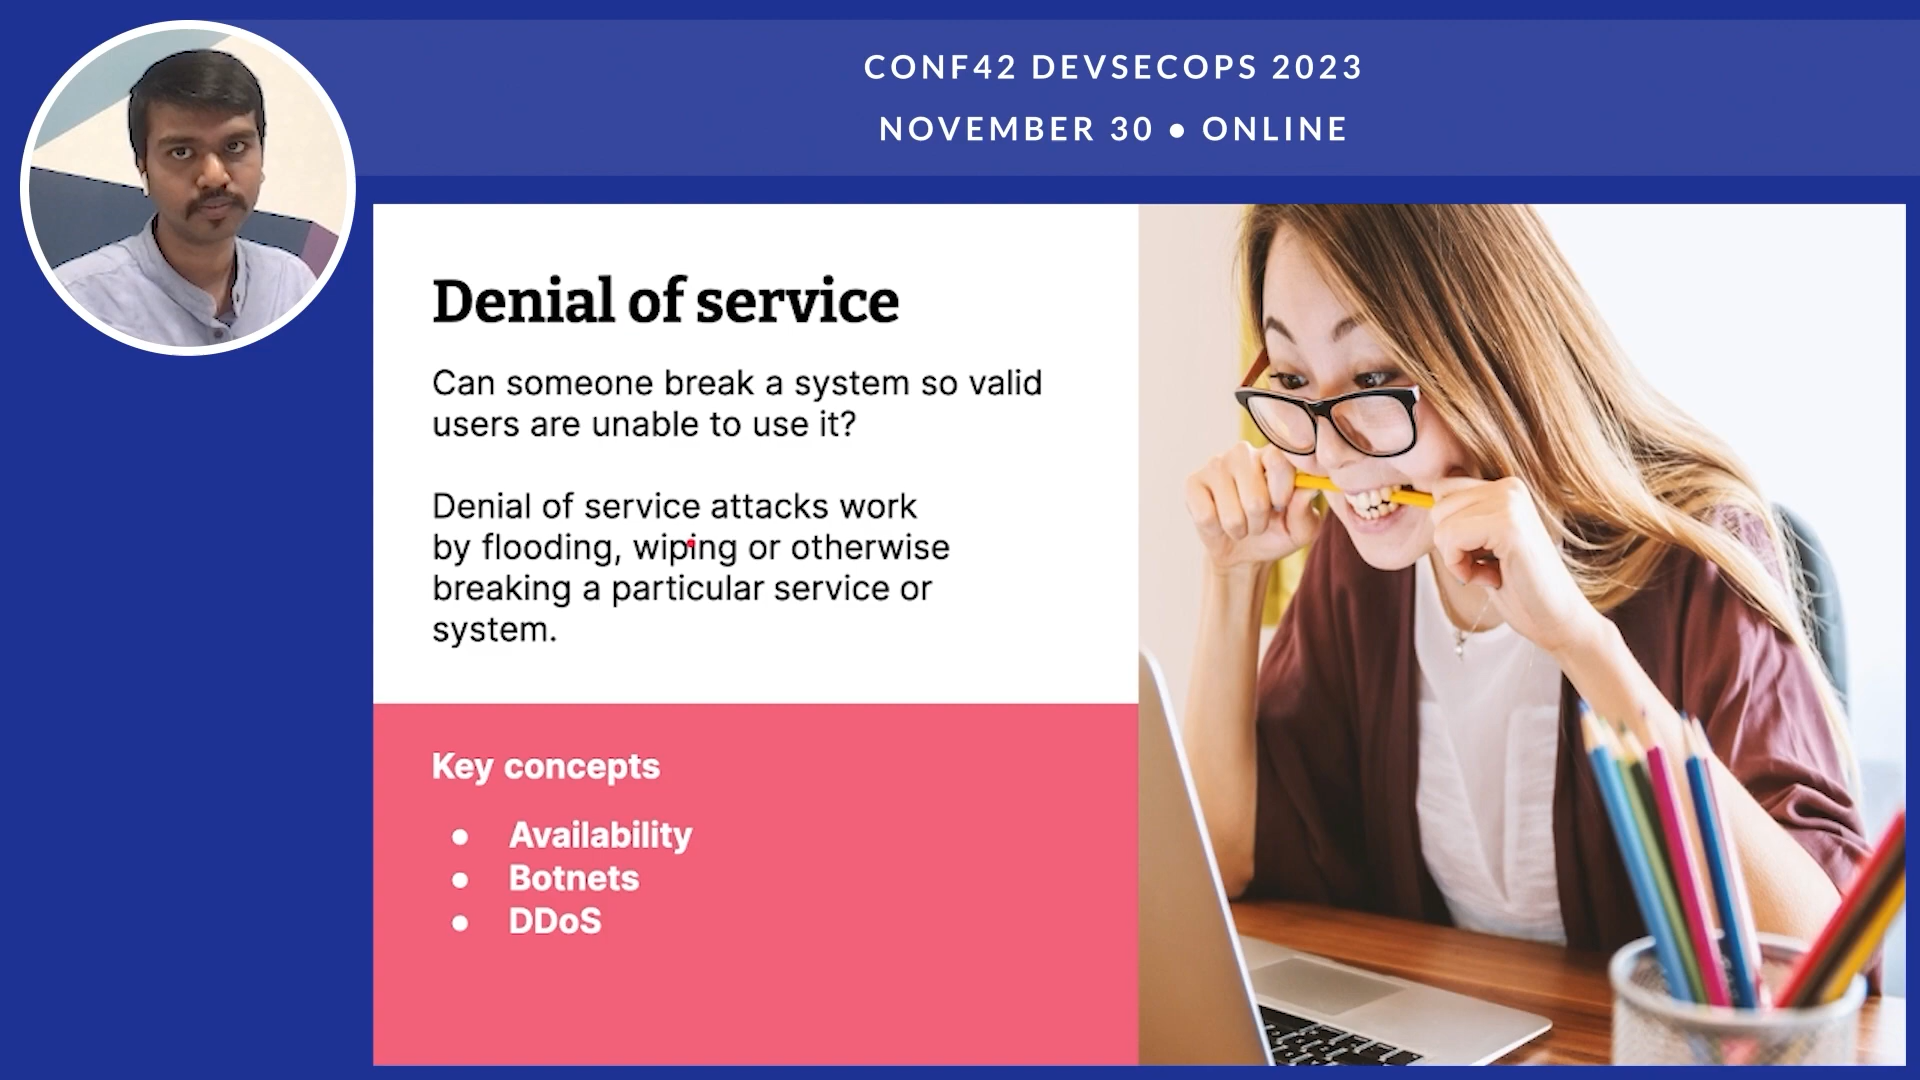 CONF42 DEVSECOPS 2023
NOVEMBER 30 ● ONLINE
Denial of service
Can someone break a system so valid
users are unable to use it?
Denial of service attacks work
by flooding, wiping or otherwise
breaking a particular service or
system.
Key concepts
● Availability
● Botnets
● DDoS